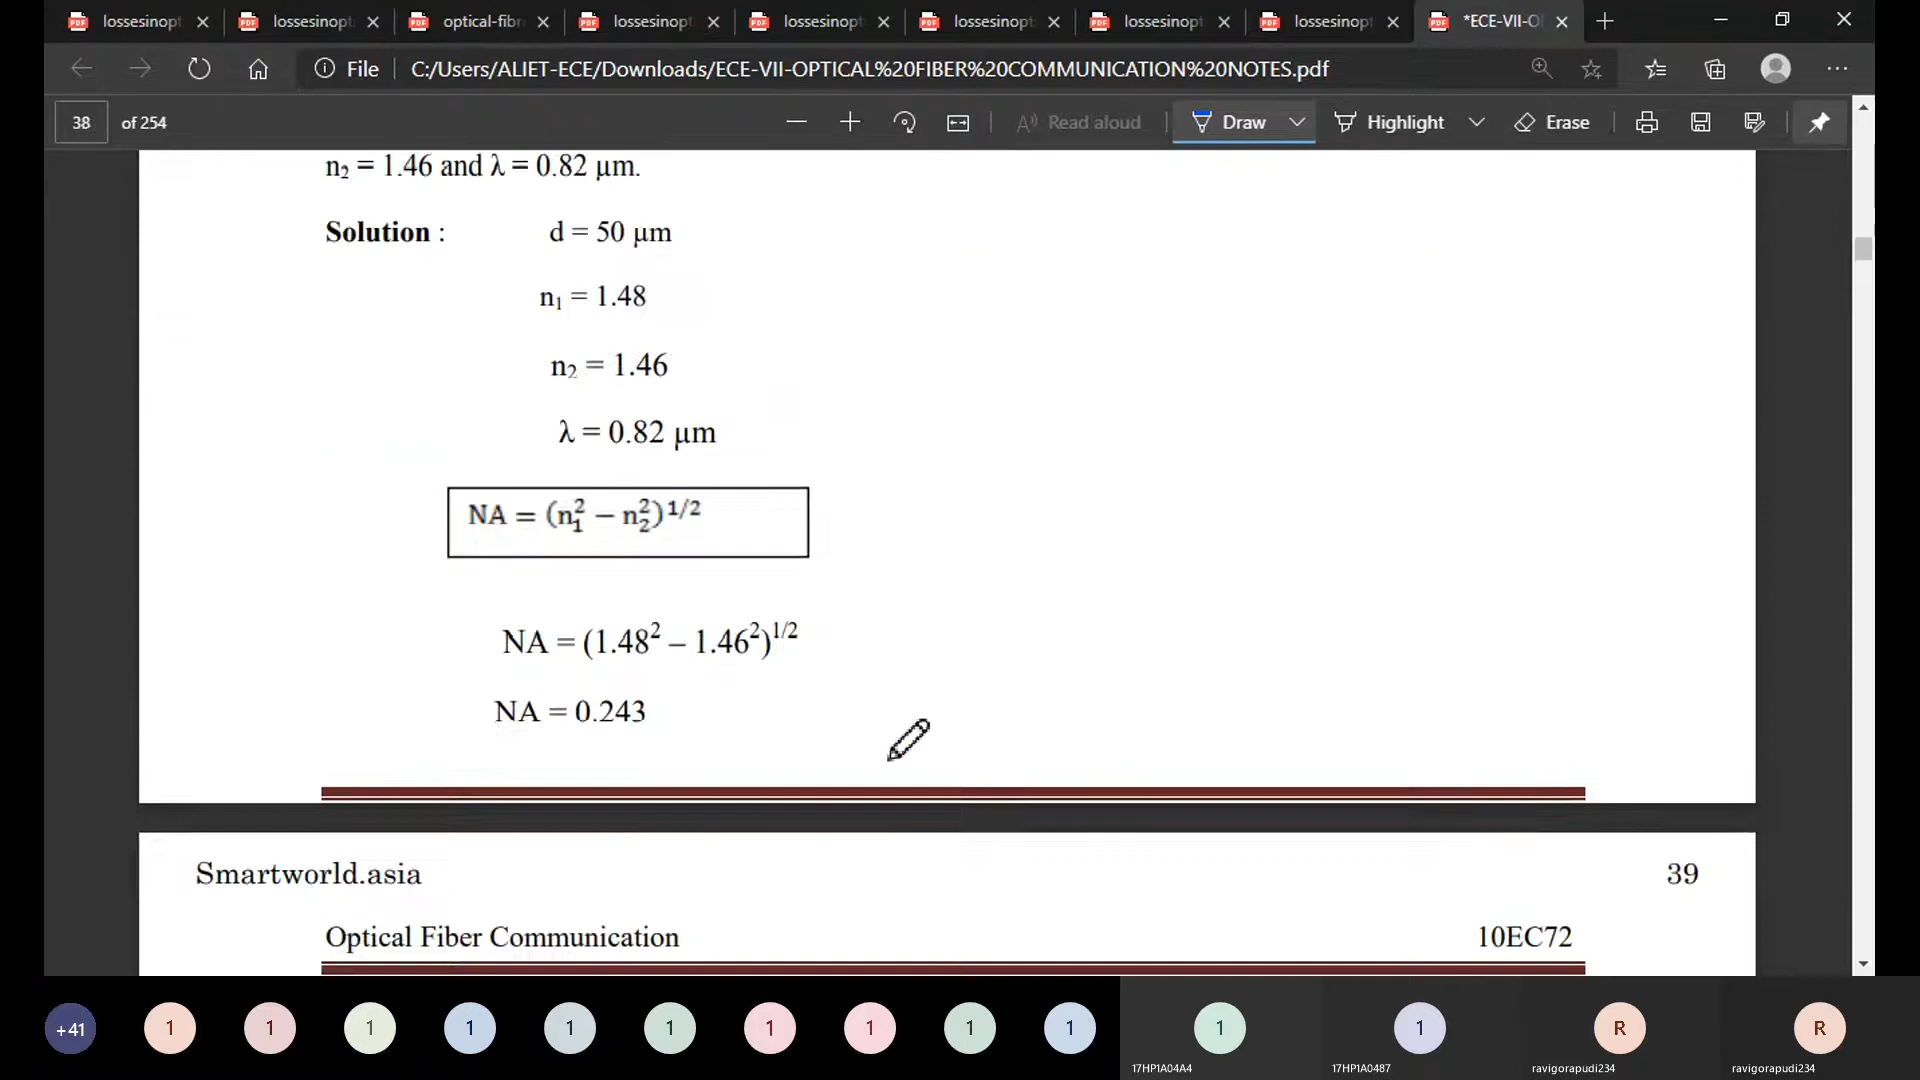 lossesinopt lossesinopt optical-fibr lossesinopt lossesinopt lossesinopt lossesinopt lossesinopt *ECE-VII-O
File C:/Users/ALIET-ECE/Downloads/ECE-VII-OPTICAL%20FIBER%20COMMUNICATION%20NOTES.pdf
38 of 254 Read aloud Draw Highlight Erase
n₂ = 1.46 and λ = 0.82 µm.
Solution : d = 50 µm
n₁ = 1.48
n₂ = 1.46
λ = 0.82 µm
NA = (n₁² − n₂²)^1/2
NA = (1.48² – 1.46²)^1/2
NA = 0.243
Smartworld.asia 39
Optical Fiber Communication 10EC72
+41 1 1 1 1 1 1 1 1 1 1 1 1 R R
17HP1A04A4 17HP1A0487 ravigorapudi234 ravigorapudi234